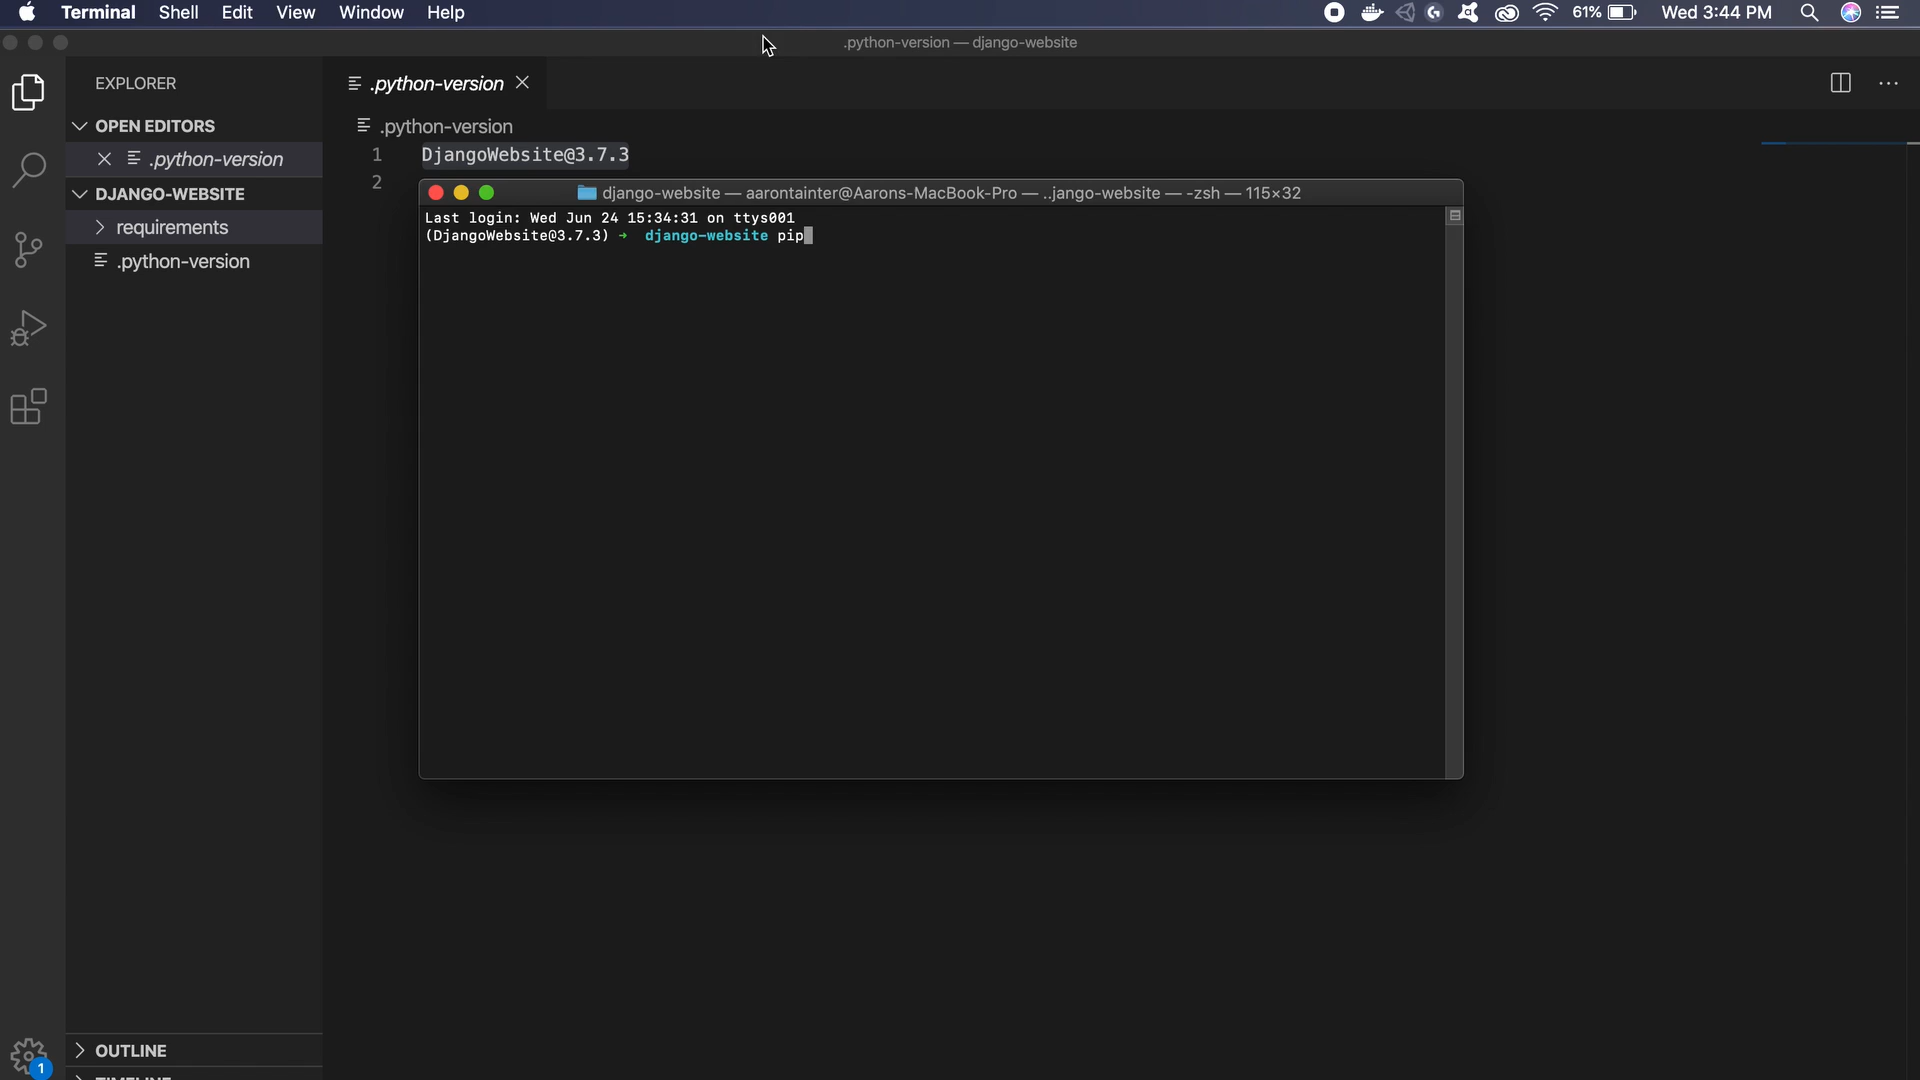 Terminal Shell Edit View Window Help
61% Wed 3:44 PM
.python-version — django-website
EXPLORER
OPEN EDITORS
.python-version
DJANGO-WEBSITE
requirements
.python-version
OUTLINE
TIMELINE
1
.python-version
.python-version
1 DjangoWebsite@3.7.3
2
django-website — aarontainter@Aarons-MacBook-Pro — ..jango-website — -zsh — 115×32
Last login: Wed Jun 24 15:34:31 on ttys001
(DjangoWebsite@3.7.3) → django-website pip